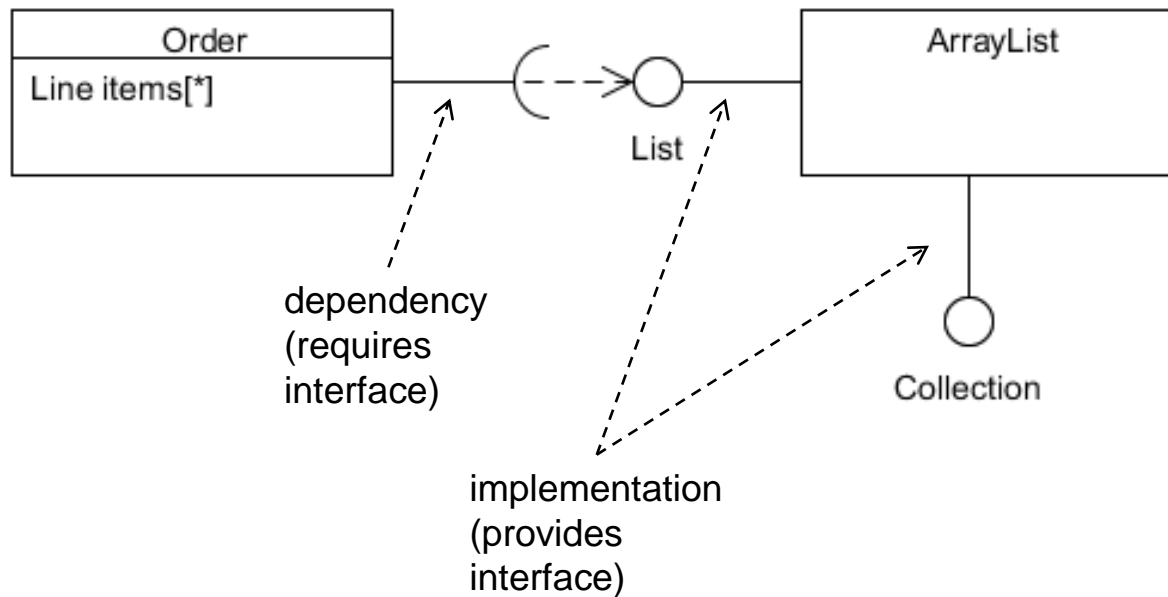 Order
Line items[*]
List
ArrayList
Collection
dependency
(requires
interface)
implementation
(provides
interface)